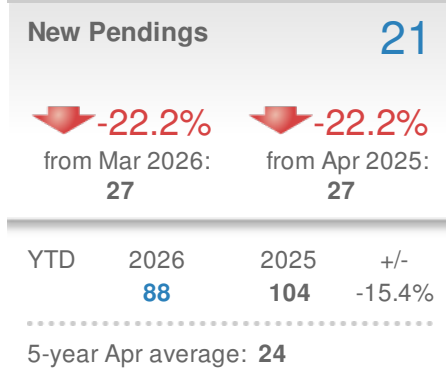 New Pendings 21
-22.2% -22.2%
from Mar 2026: from Apr 2025:
27 27
YTD 2026 2025 +/-
88 104 -15.4%
5-year Apr average: 24